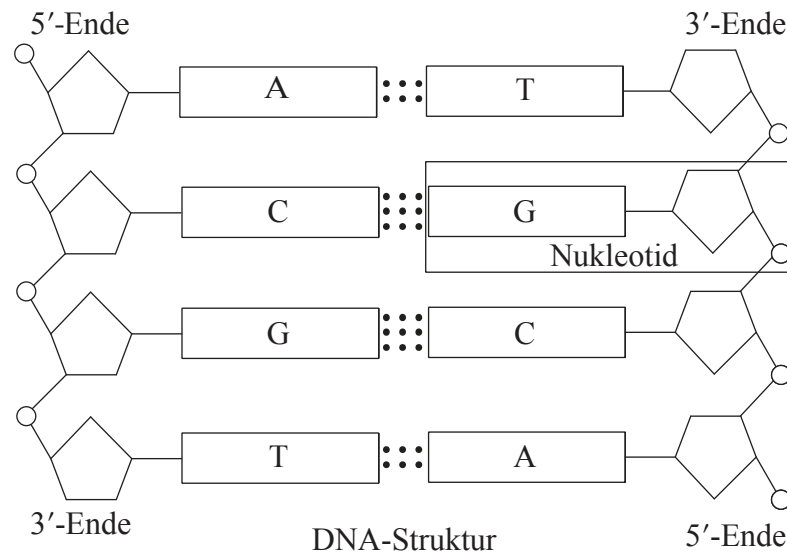 5′-Ende 3′-Ende
A T
C G
Nukleotid
G C
T A
3′-Ende 5′-Ende
DNA-Struktur